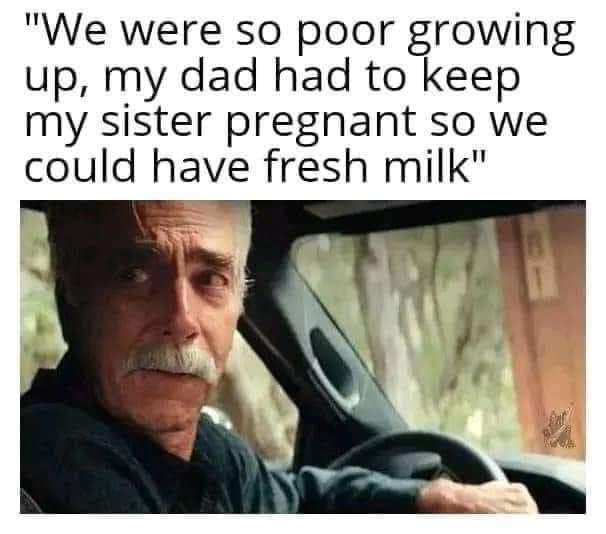 "We were so poor growing
up, my dad had to keep
my sister pregnant so we
could have fresh milk"